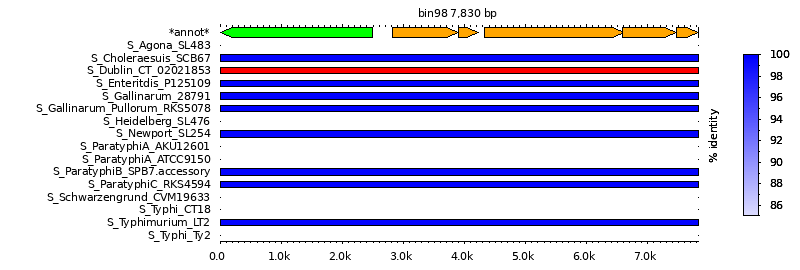 bin98 7,830 bp
*annot*
S_Agona_SL483
S_Choleraesuis_SCB67
S_Dublin_CT_02021853
S_Enteritdis_P125109
S_Gallinarum_28791
S_Gallinarum_Pullorum_RKS5078
S_Heidelberg_SL476
S_Newport_SL254
S_ParatyphiA_AKU12601
S_ParatyphiA_ATCC9150
S_ParatyphiB_SPB7.accessory
S_ParatyphiC_RKS4594
S_Schwarzengrund_CVM19633
S_Typhi_CT18
S_Typhimurium_LT2
S_Typhi_Ty2
0.0 1.0k 2.0k 3.0k 4.0k 5.0k 6.0k 7.0k
% identity
100
98
96
94
92
90
88
86